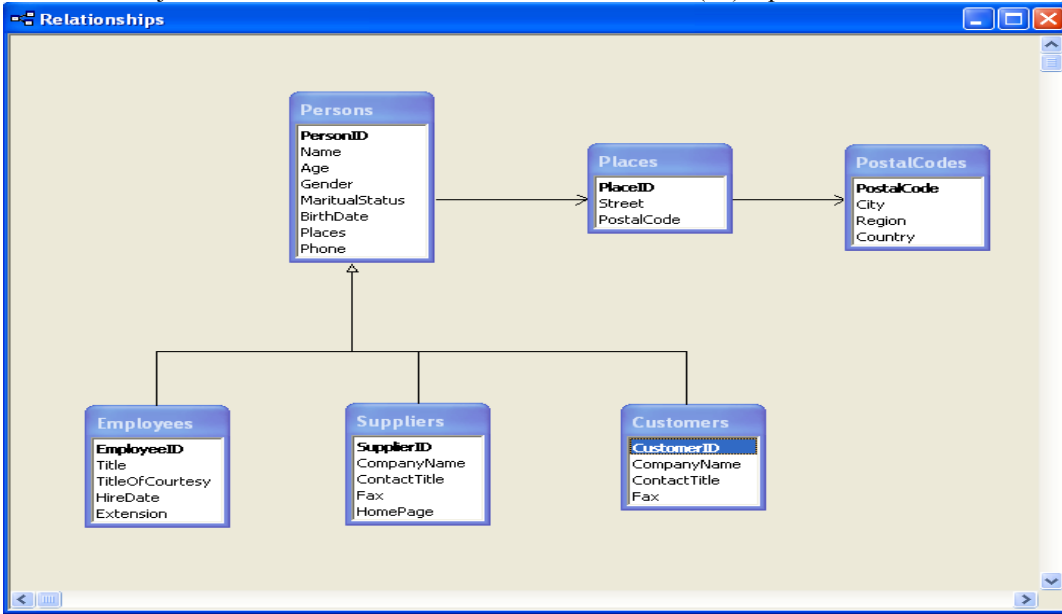 Relationships
Persons
PersonID
Name
Age
Gender
MaritualStatus
BirthDate
Places
Phone
Places
PlaceID
Street
PostalCode
PostalCodes
PostalCode
City
Region
Country
Employees
EmployeeID
Title
TitleOfCourtesy
HireDate
Extension
Suppliers
SupplierID
CompanyName
ContactTitle
Fax
HomePage
Customers
CustomerID
CompanyName
ContactTitle
Fax